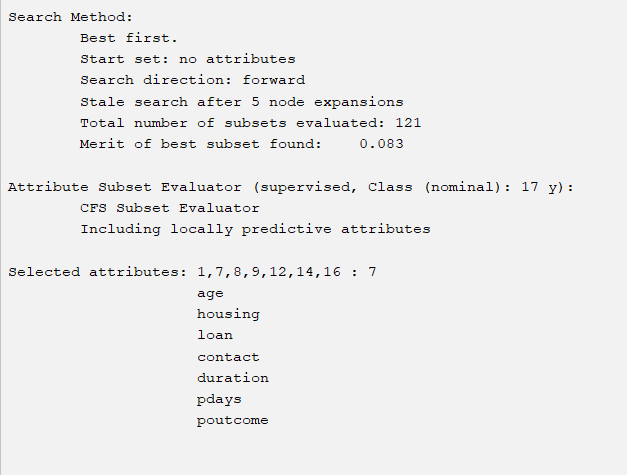 Search Method:
Best first.
Start set: no attributes
Search direction: forward
Stale search after 5 node expansions
Total number of subsets evaluated: 121
Merit of best subset found:    0.083
Attribute Subset Evaluator (supervised, Class (nominal): 17 y):
CFS Subset Evaluator
Including locally predictive attributes
Selected attributes: 1,7,8,9,12,14,16 : 7
age
housing
loan
contact
duration
pdays
poutcome